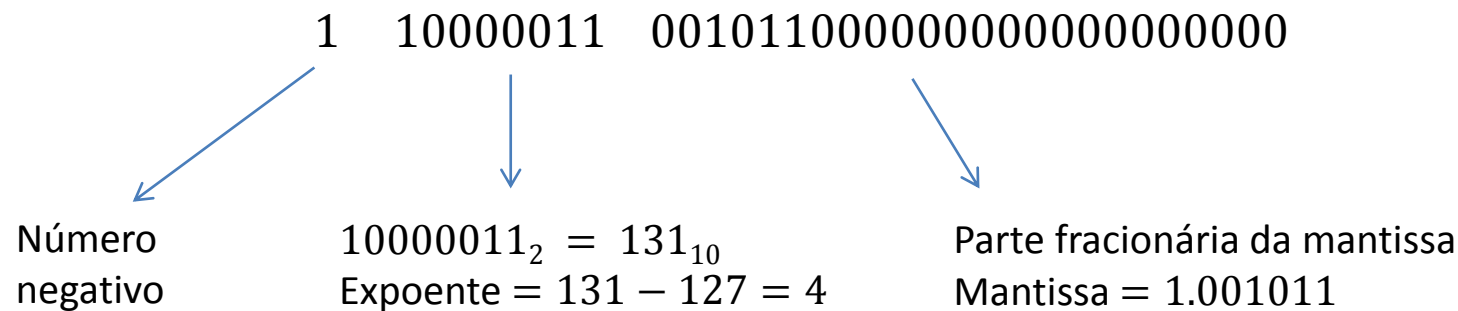 1 10000011 00101100000000000000000
Número
negativo
10000011₂ = 131₁₀
Expoente = 131 − 127 = 4
Parte fracionária da mantissa
Mantissa = 1.001011